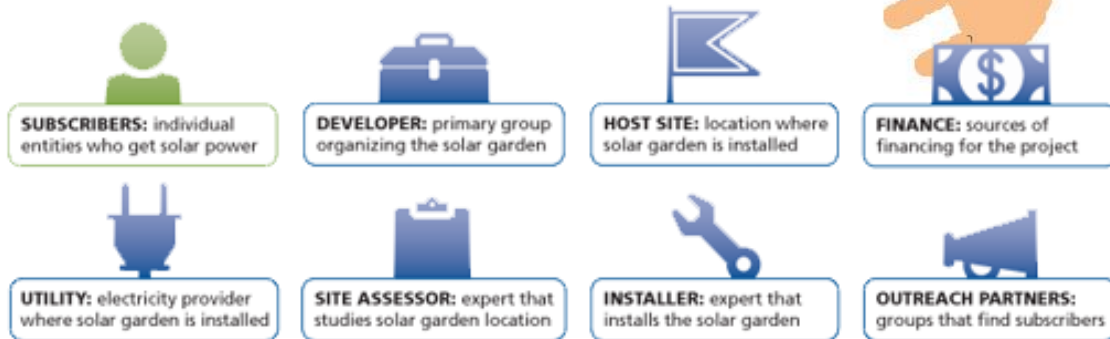 SUBSCRIBERS: individual
entities who get solar power
DEVELOPER: primary group
organizing the solar garden
HOST SITE: location where
solar garden is installed
$
FINANCE: sources of
financing for the project
UTILITY: electricity provider
where solar garden is installed
SITE ASSESSOR: expert that
studies solar garden location
INSTALLER: expert that
installs the solar garden
OUTREACH PARTNERS:
groups that find subscribers